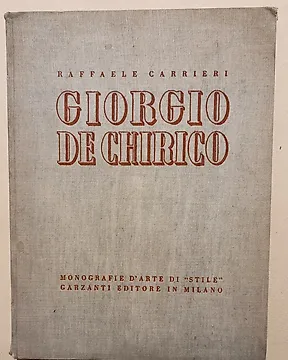 RAFFAELE CARRIERI
GIORGIO
DE CHIRICO
MONOGRAFIE D'ARTE DI "STILE"
GARZANTI EDITORE IN MILANO